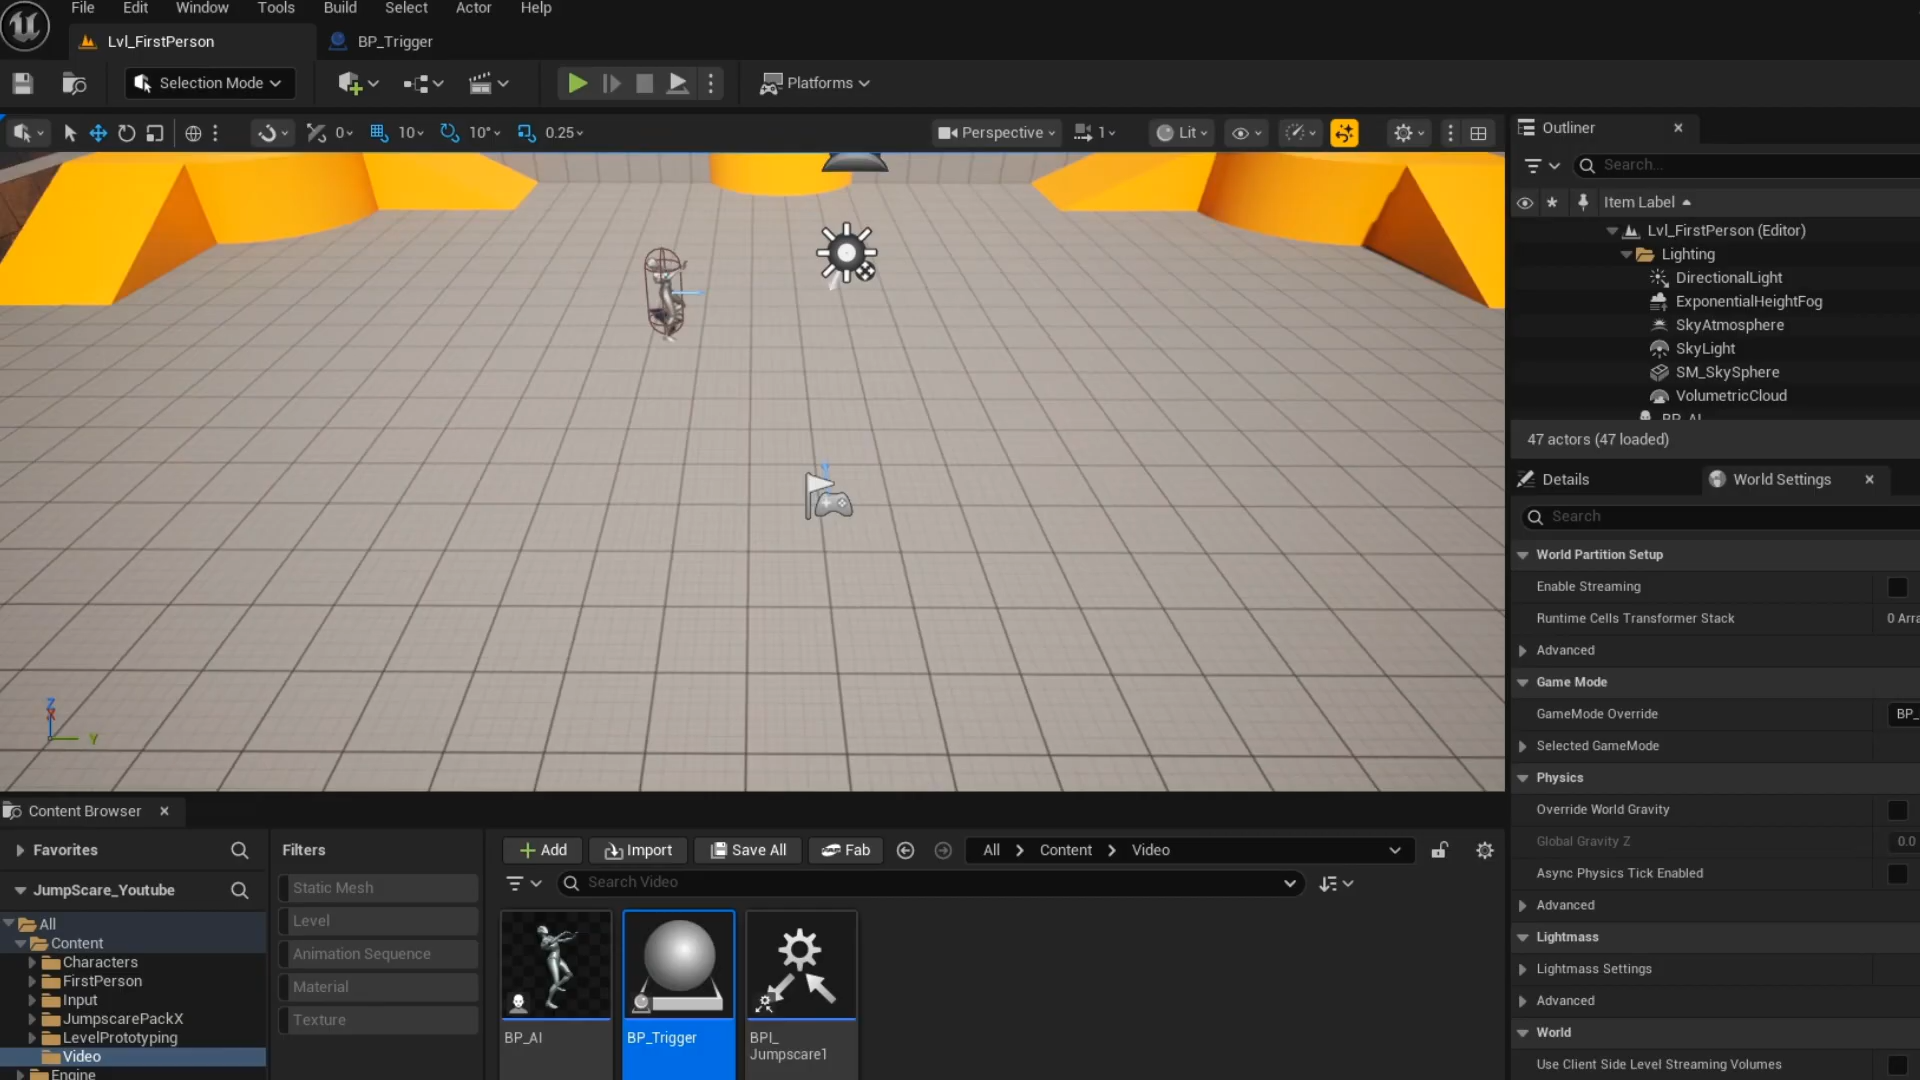 File Edit Window Tools Build Select Actor Help
Lvl_FirstPerson BP_Trigger
Selection Mode Platforms
0 10 10° 0.25 Perspective 1 Lit
Outliner
Search...
Item Label
Lvl_FirstPerson (Editor)
Lighting
DirectionalLight
ExponentialHeightFog
SkyAtmosphere
SkyLight
SM_SkySphere
VolumetricCloud
BP_AI
47 actors (47 loaded)
Details World Settings
Search
World Partition Setup
Enable Streaming
Runtime Cells Transformer Stack 0 Arra
Advanced
Game Mode
GameMode Override BP_
Selected GameMode
Physics
Override World Gravity
Global Gravity Z 0.0
Async Physics Tick Enabled
Advanced
Lightmass
Lightmass Settings
Advanced
World
Use Client Side Level Streaming Volumes
Z
X
Y
Y
Content Browser
Favorites
JumpScare_Youtube
All
Content
Characters
FirstPerson
Input
JumpscarePackX
LevelPrototyping
Video
Engine
Filters
Static Mesh
Level
Animation Sequence
Material
Texture
Add Import Save All Fab All Content Video
Search Video
BP_AI
BP_Trigger
BPI_
Jumpscare1